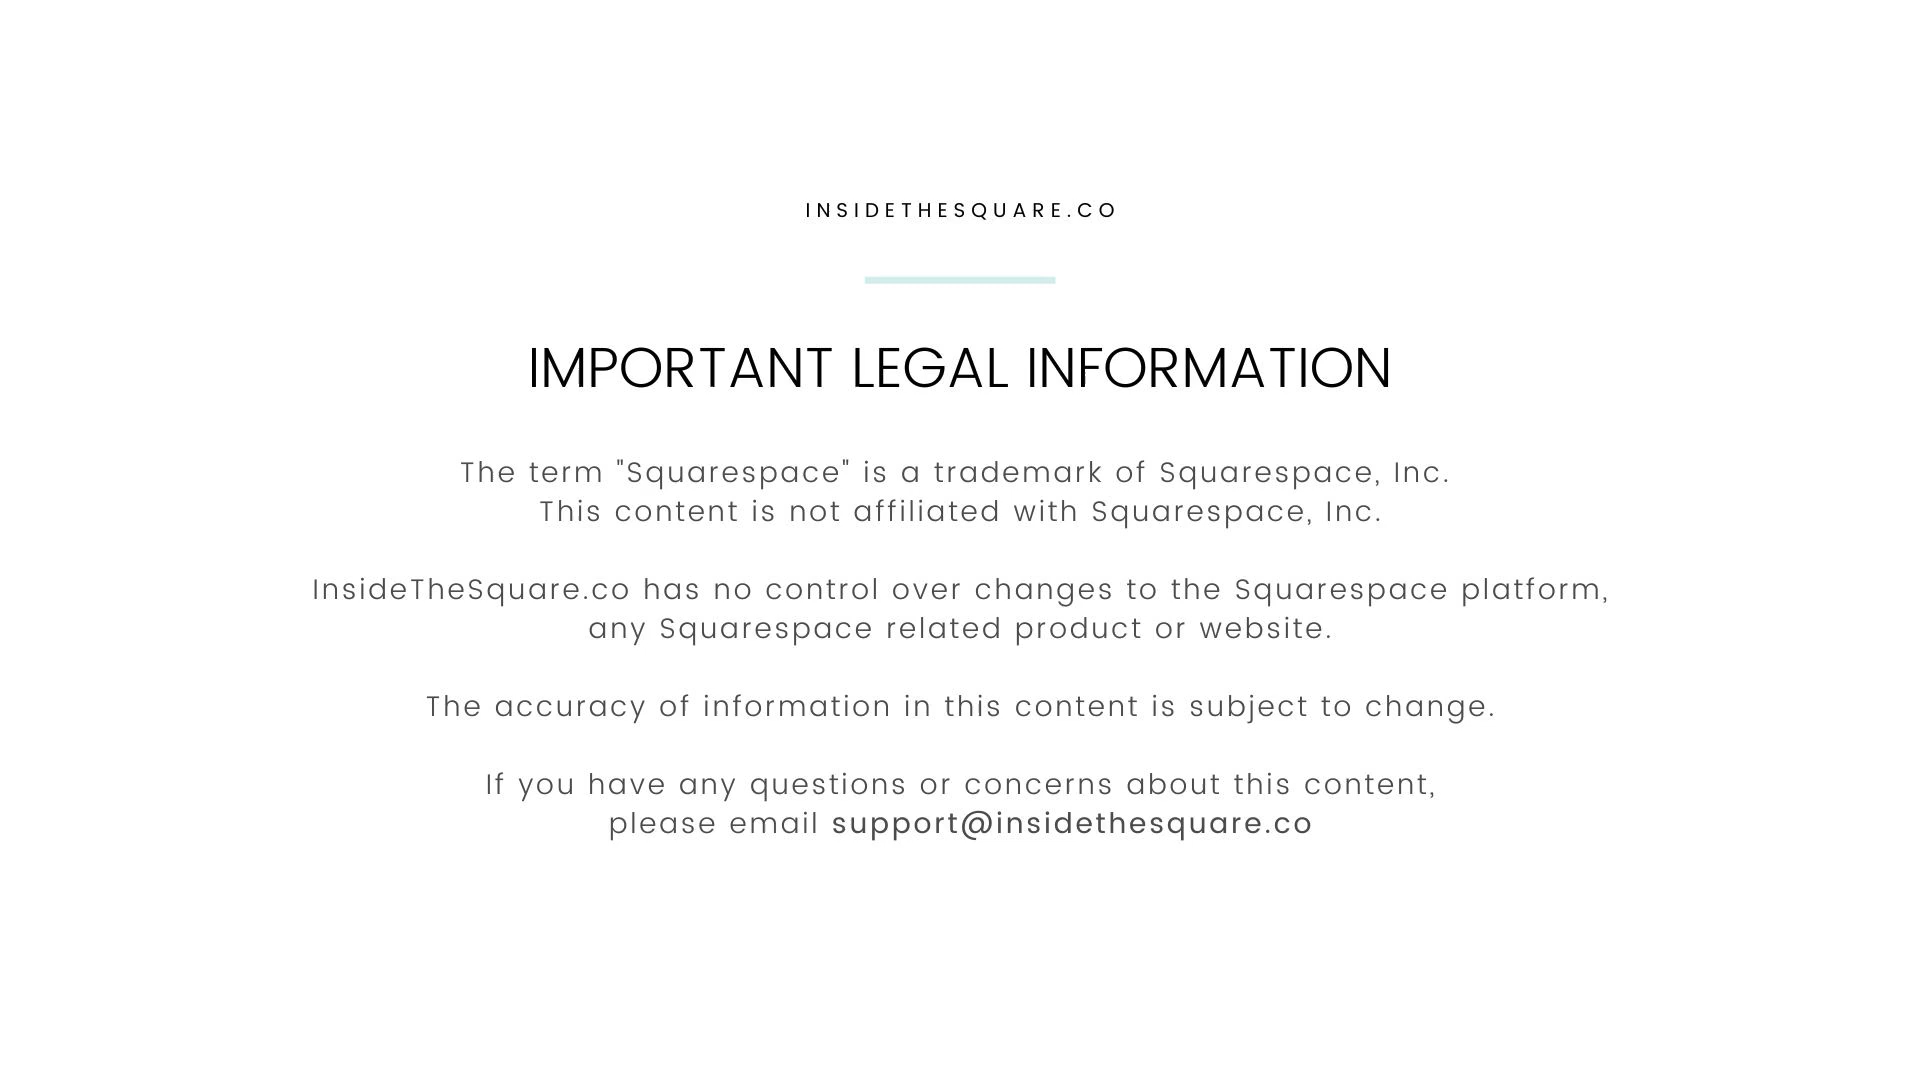 INSIDETHESQUARE.CO
IMPORTANT LEGAL INFORMATION
The term "Squarespace" is a trademark of Squarespace, Inc.
This content is not affiliated with Squarespace, Inc.
InsideTheSquare.co has no control over changes to the Squarespace platform,
any Squarespace related product or website.
The accuracy of information in this content is subject to change.
If you have any questions or concerns about this content,
please email support@insidethesquare.co